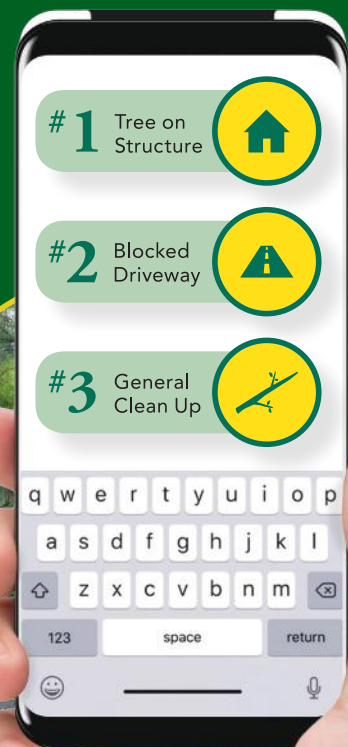 #1 Tree on
Structure
#2 Blocked
Driveway
#3 General
Clean Up
q w e r t y u i o p
a s d f g h j k l
z x c v b n m
123 space return